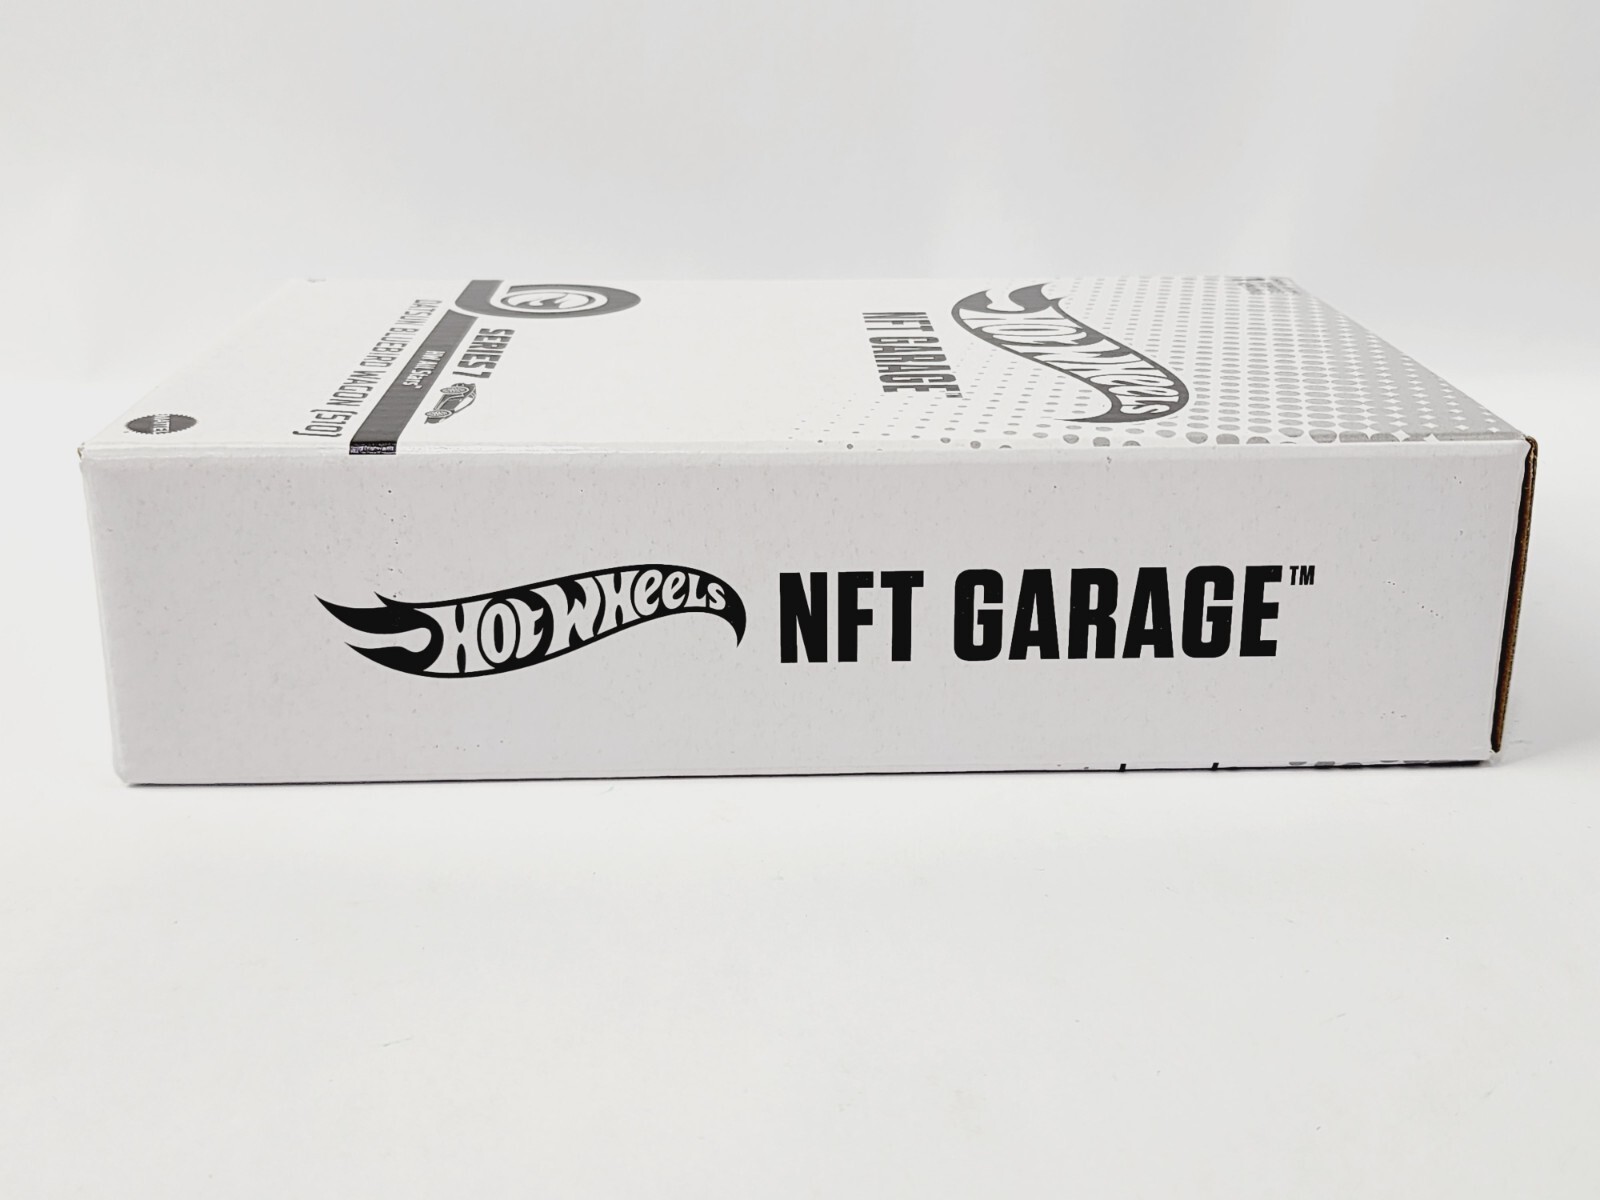 Hot Wheels NFT GARAGE™
Hot Wheels
NFT GARAGE™
SERIES 7
DATSUN BLUEBIRD WAGON (510)